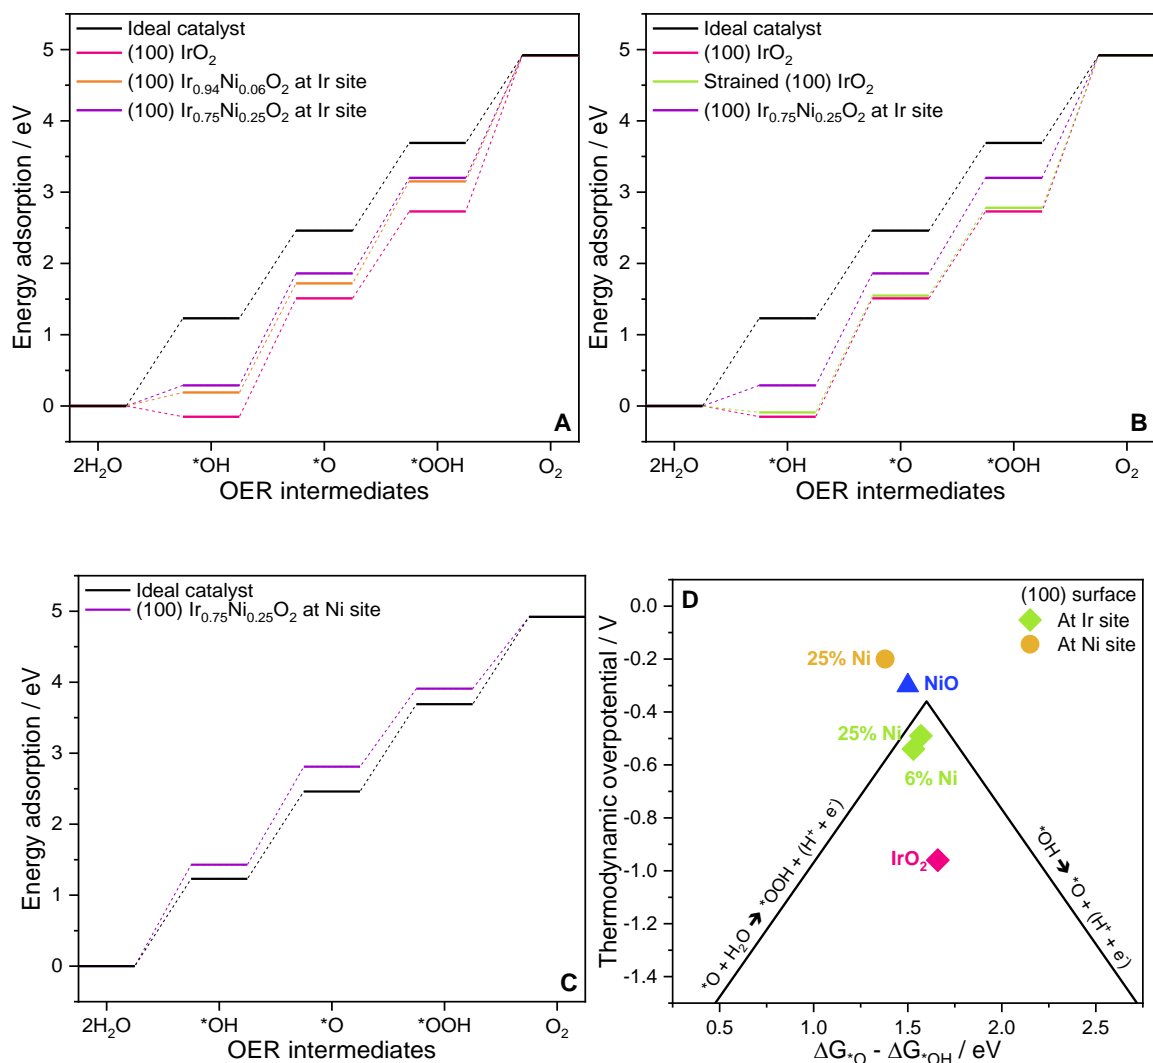 Ideal catalyst
(100) IrO₂
(100) Ir₀.₉₄Ni₀.₀₆O₂ at Ir site
(100) Ir₀.₇₅Ni₀.₂₅O₂ at Ir site
Energy adsorption / eV
5
4
3
2
1
0
A
2H₂O
*OH
*O
*OOH
O₂
OER intermediates
Ideal catalyst
(100) IrO₂
Strained (100) IrO₂
(100) Ir₀.₇₅Ni₀.₂₅O₂ at Ir site
Energy adsorption / eV
5
4
3
2
1
0
B
2H₂O
*OH
*O
*OOH
O₂
OER intermediates
Ideal catalyst
(100) Ir₀.₇₅Ni₀.₂₅O₂ at Ni site
Energy adsorption / eV
5
4
3
2
1
0
C
2H₂O
*OH
*O
*OOH
O₂
OER intermediates
D
(100) surface
At Ir site
At Ni site
Thermodynamic overpotential / V
0.0
-0.2
-0.4
-0.6
-0.8
-1.0
-1.2
-1.4
25% Ni
NiO
25% Ni
6% Ni
IrO₂
*O + H₂O ➔ *OOH + (H⁺ + e⁻)
*OH ➔ *O + (H⁺ + e⁻)
0.5
1.0
1.5
2.0
2.5
ΔG*O - ΔG*OH / eV